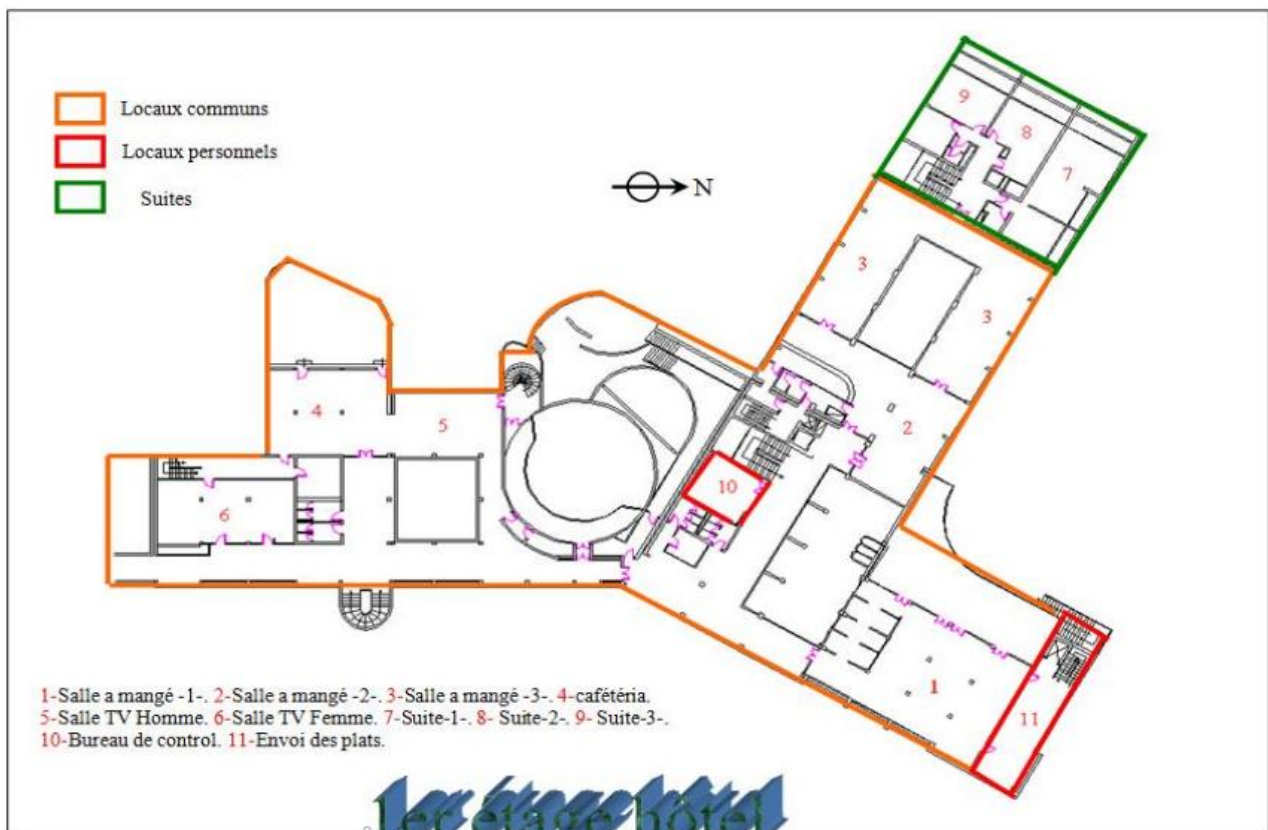 Locaux communs
Locaux personnels
Suites
N
9
8
7
3
3
4
5
2
10
6
1
11
1-Salle a mangé -1-. 2-Salle a mangé -2-. 3-Salle a mangé -3-. 4-cafétéria.
5-Salle TV Homme. 6-Salle TV Femme. 7-Suite-1-. 8- Suite-2-. 9- Suite-3-.
10-Bureau de control. 11-Envoi des plats.
1er étage hôtel